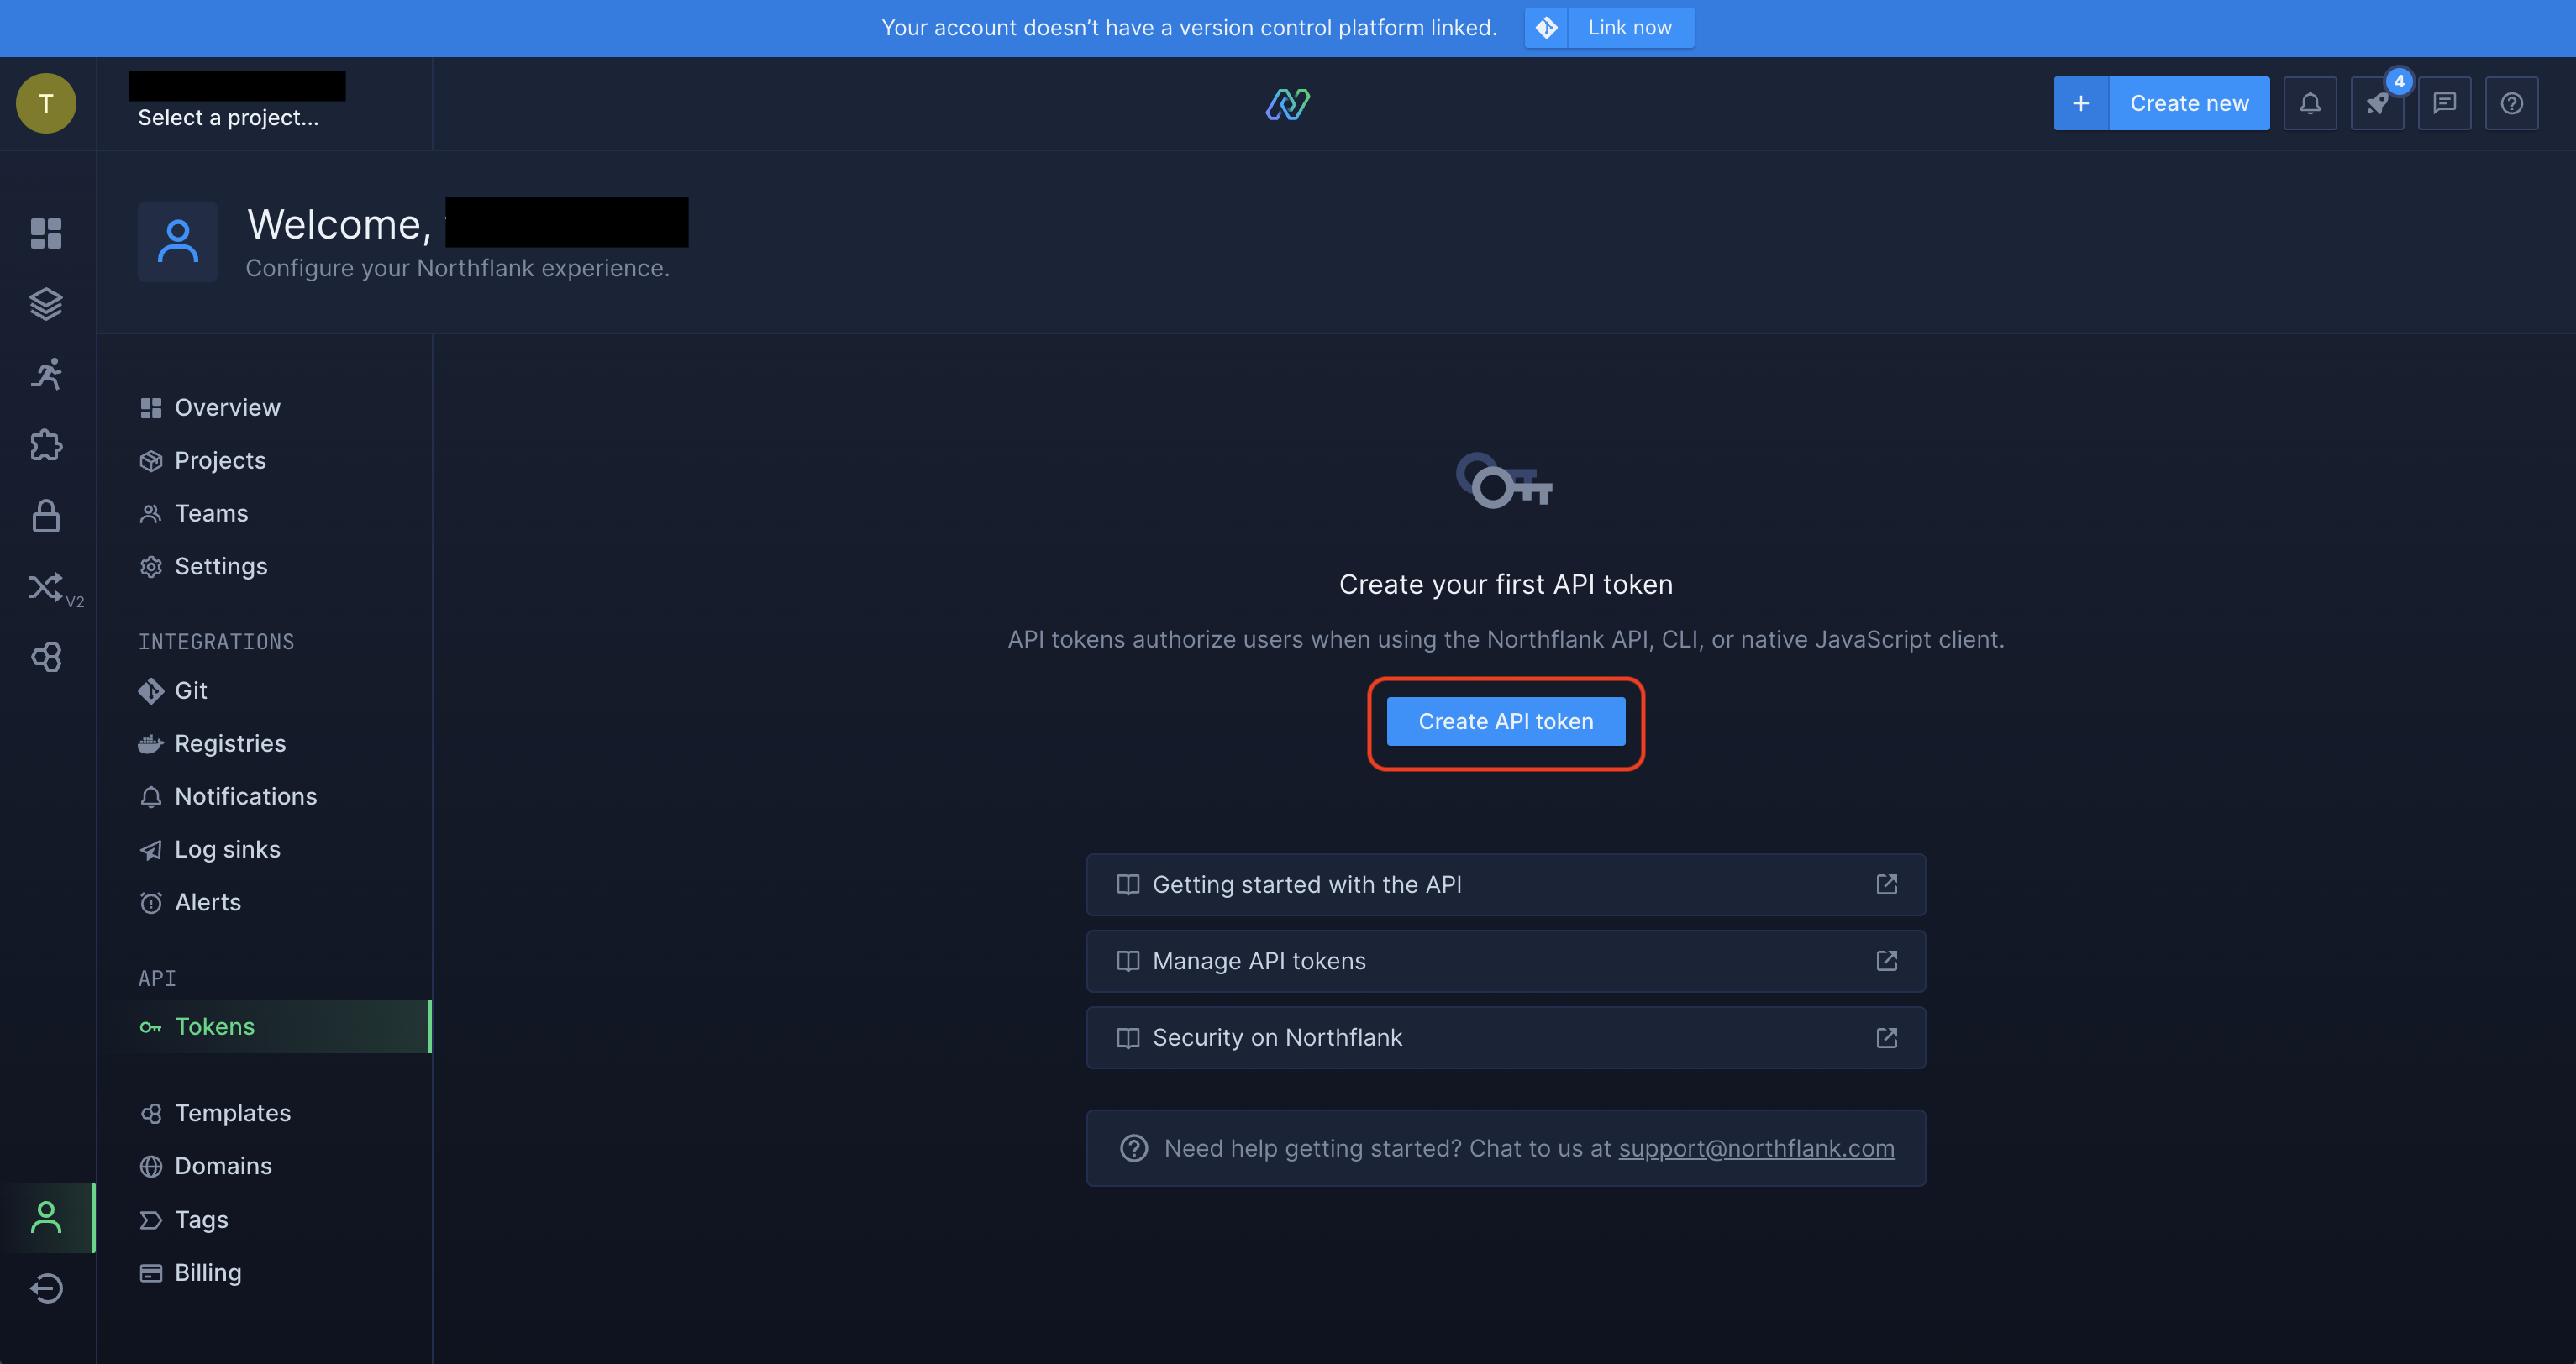 Your account doesn’t have a version control platform linked.
Link now
T
Select a project...
+ Create new
4
Welcome,
Configure your Northflank experience.
Overview
Projects
Teams
Settings
V2
INTEGRATIONS
Git
Registries
Notifications
Log sinks
Alerts
API
Tokens
Templates
Domains
Tags
Billing
Create your first API token
API tokens authorize users when using the Northflank API, CLI, or native JavaScript client.
Create API token
Getting started with the API
Manage API tokens
Security on Northflank
Need help getting started? Chat to us at support@northflank.com